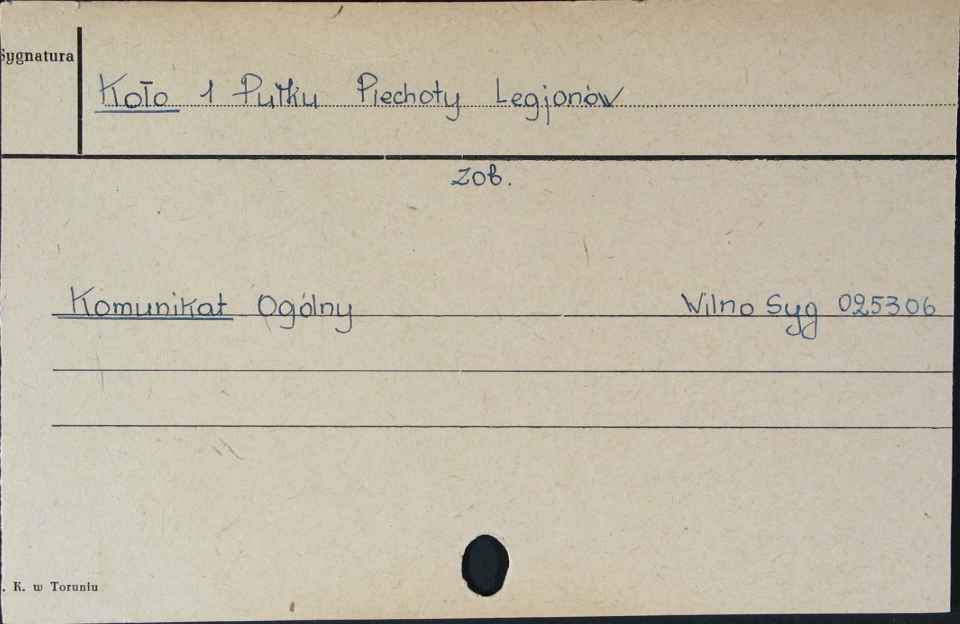 Sygnatura
Koło 1 Pułku Piechoty Legjonów
zob.
Komunikat Ogólny Wilno Syg 025306
. K. w Toruniu